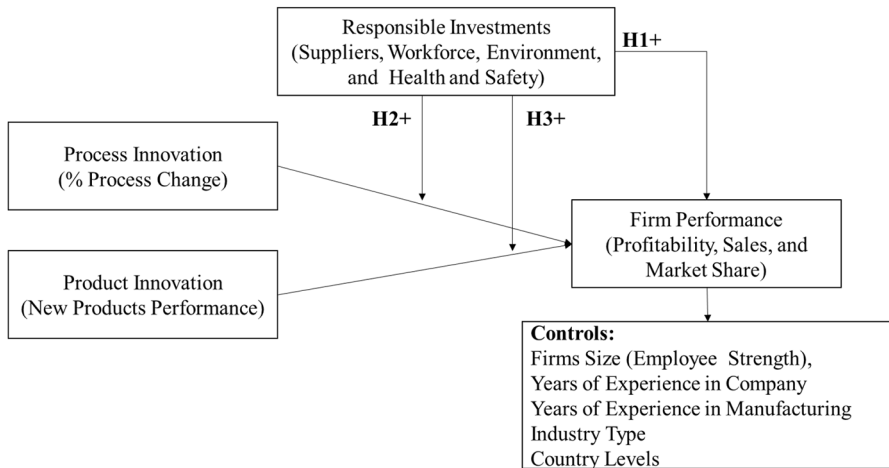 Responsible Investments
(Suppliers, Workforce, Environment,
and Health and Safety)
H1+
H2+
H3+
Process Innovation
(% Process Change)
Firm Performance
(Profitability, Sales, and
Market Share)
Product Innovation
(New Products Performance)
Controls:
Firms Size (Employee Strength),
Years of Experience in Company
Years of Experience in Manufacturing
Industry Type
Country Levels